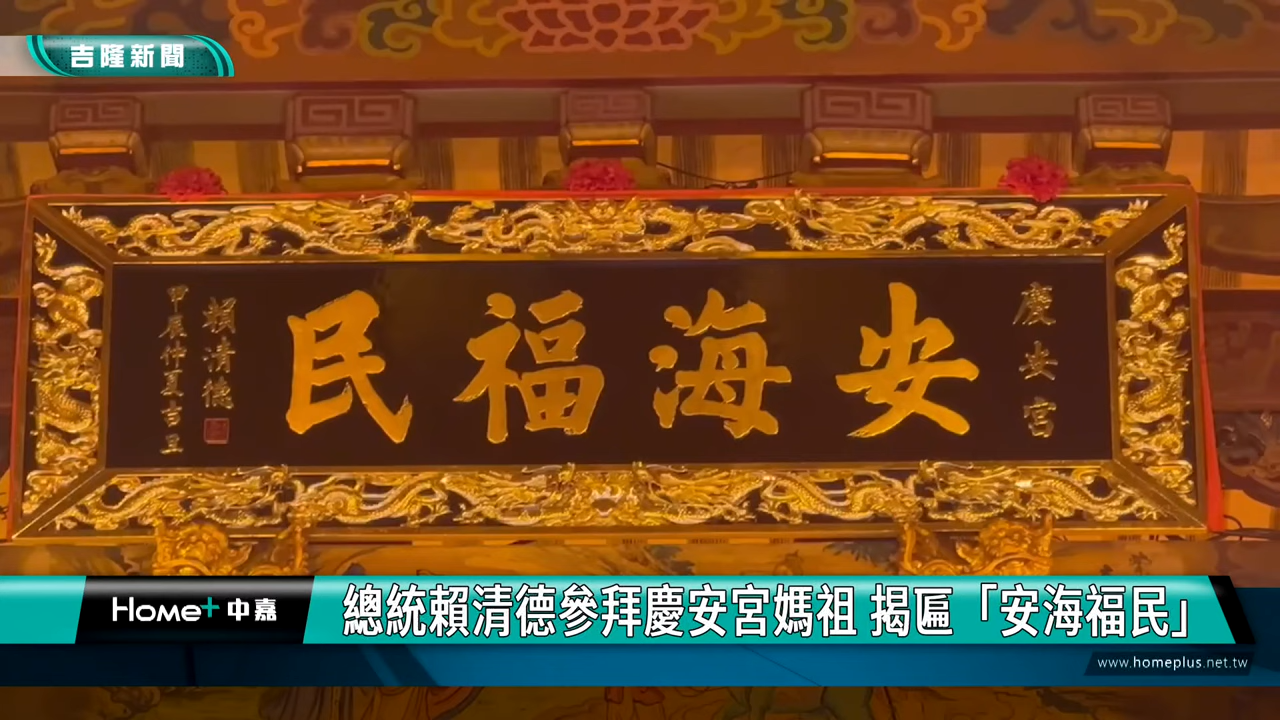 吉隆新聞
慶安宮
安海福民
賴清德
甲辰仲夏吉旦
Home+ 中嘉
總統賴清德參拜慶安宮媽祖 揭匾「安海福民」
www.homeplus.net.tw